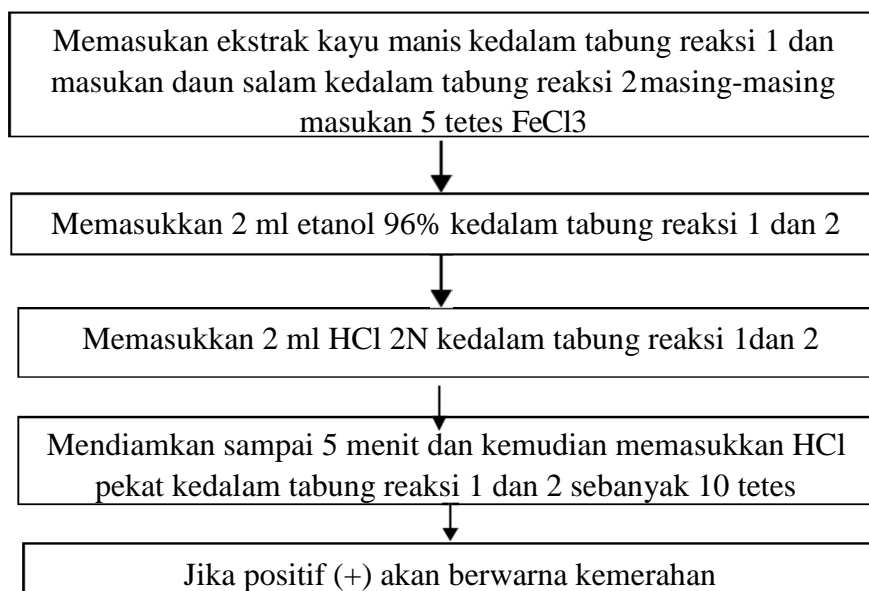 Memasukan ekstrak kayu manis kedalam tabung reaksi 1 dan
masukan daun salam kedalam tabung reaksi 2masing-masing
masukan 5 tetes FeCl3
Memasukkan 2 ml etanol 96% kedalam tabung reaksi 1 dan 2
Memasukkan 2 ml HCl 2N kedalam tabung reaksi 1dan 2
Mendiamkan sampai 5 menit dan kemudian memasukkan HCl
pekat kedalam tabung reaksi 1 dan 2 sebanyak 10 tetes
Jika positif (+) akan berwarna kemerahan